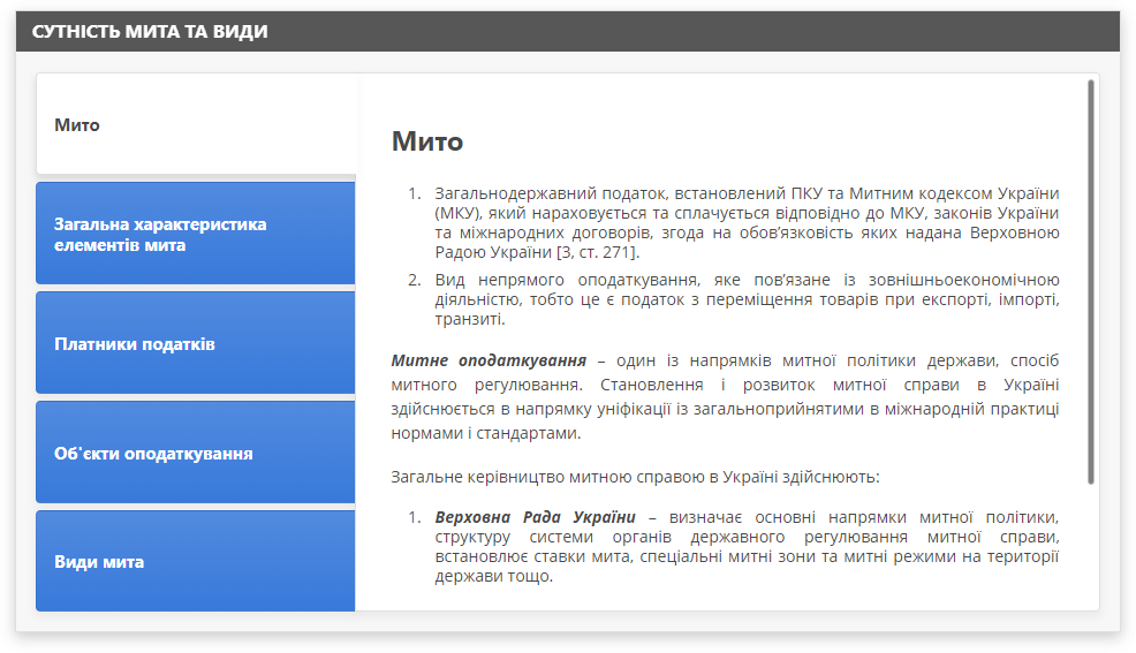 СУТНІСТЬ МИТА ТА ВИДИ
Мито
Загальна характеристика
елементів мита
Платники податків
Об'єкти оподаткування
Види мита
Мито
1. Загальнодержавний податок, встановлений ПКУ та Митним кодексом України
(МКУ), який нараховується та сплачується відповідно до МКУ, законів України
та міжнародних договорів, згода на обов’язковість яких надана Верховною
Радою України [3, ст. 271].
2. Вид непрямого оподаткування, яке пов’язане із зовнішньоекономічною
діяльністю, тобто це є податок з переміщення товарів при експорті, імпорті,
транзиті.
Митне оподаткування – один із напрямків митної політики держави, спосіб
митного регулювання. Становлення і розвиток митної справи в Україні
здійснюється в напрямку уніфікації із загальноприйнятими в міжнародній практиці
нормами і стандартами.
Загальне керівництво митною справою в Україні здійснюють:
1. Верховна Рада України – визначає основні напрямки митної політики,
структуру системи органів державного регулювання митної справи,
встановлює ставки мита, спеціальні митні зони та митні режими на території
держави тощо.